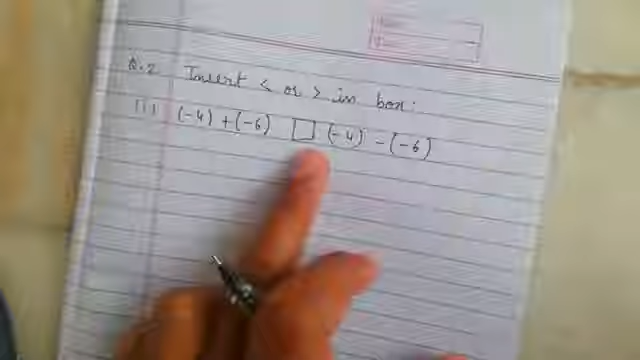 Q.2 Insert < or > in box:
(i) (-4) + (-6) □ (-4) - (-6)